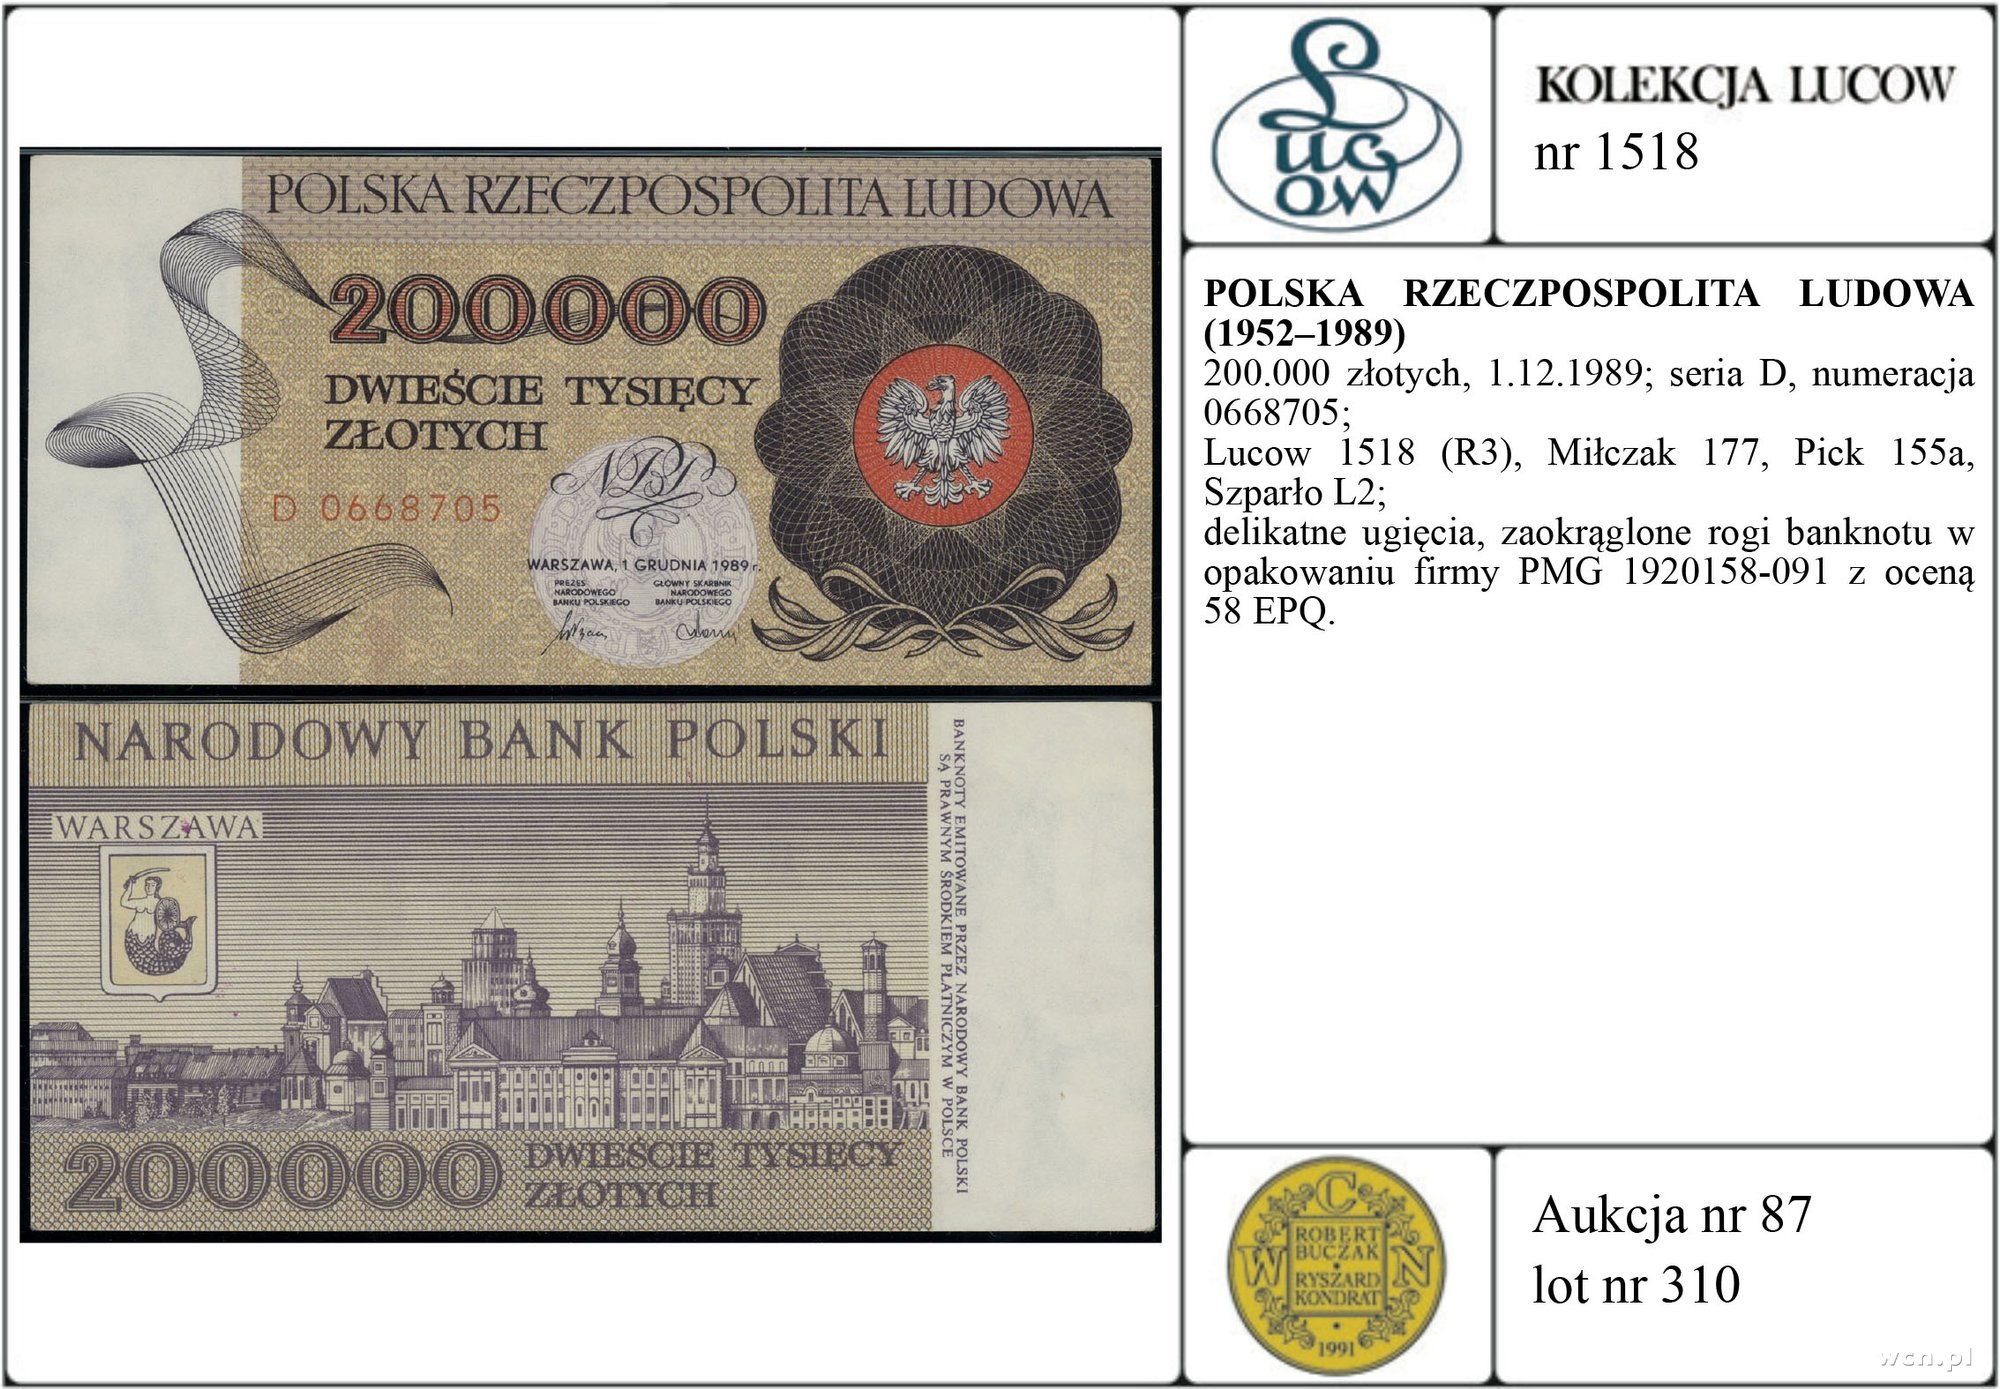 POLSKA RZECZPOSPOLITA LUDOWA
200000
DWIEŚCIE TYSIĘCY
ZŁOTYCH
D 0668705
NBP
WARSZAWA, 1 GRUDNIA 1989 r.
PREZES
NARODOWEGO
BANKU POLSKIEGO
GŁÓWNY SKARBNIK
NARODOWEGO
BANKU POLSKIEGO
NARODOWY BANK POLSKI
WARSZAWA
BANKNOTY EMITOWANE PRZEZ NARODOWY BANK POLSKI
SĄ PRAWNYM ŚRODKIEM PŁATNICZYM W POLSCE
200000
DWIEŚCIE TYSIĘCY
ZŁOTYCH
Lucow
KOLEKCJA LUCOW
nr 1518
POLSKA RZECZPOSPOLITA LUDOWA
(1952–1989)
200.000 złotych, 1.12.1989; seria D, numeracja
0668705;
Lucow 1518 (R3), Miłczak 177, Pick 155a,
Szparło L2;
delikatne ugięcia, zaokrąglone rogi banknotu w
opakowaniu firmy PMG 1920158-091 z oceną
58 EPQ.
W C N
ROBERT
BUCZAK
RYSZARD
KONDRAT
1991
Aukcja nr 87
lot nr 310
wcn.pl